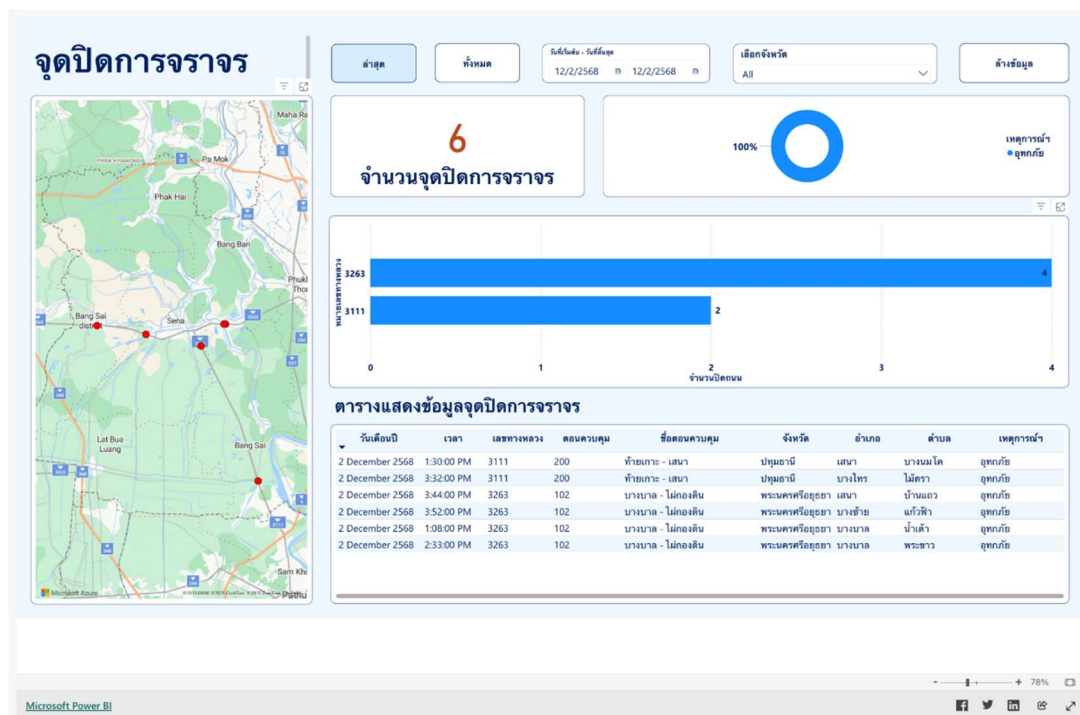 จุดปิดการจราจร
ล่าสุด
ทั้งหมด
วันที่เริ่มต้น - วันที่สิ้นสุด
12/2/2568 12/2/2568
เลือกจังหวัด
All
ล้างข้อมูล
Maha Ra
Pa Mok
Phak Hai
Bang Ban
Phukl
Tho
Bang Sai
district
Sena
Lat Bua
Luang
Bang Sai
Sam Kh
Microsoft Azure
Pathu
6
จำนวนจุดปิดการจราจร
100%
เหตุการณ์ฯ
อุทกภัย
หมายเลขทางหลวง
3263 4
3111 2
0 1 2 3 4
จำนวนปิดถนน
ตารางแสดงข้อมูลจุดปิดการจราจร
วันเดือนปี เวลา เลขทางหลวง ตอนควบคุม ชื่อตอนควบคุม จังหวัด อำเภอ ตำบล เหตุการณ์ฯ
2 December 2568 1:30:00 PM 3111 200 ท้ายเกาะ - เสนา ปทุมธานี เสนา บางนมโค อุทกภัย
2 December 2568 3:32:00 PM 3111 200 ท้ายเกาะ - เสนา ปทุมธานี บางไทร ไม้ตรา อุทกภัย
2 December 2568 3:44:00 PM 3263 102 บางบาล - ไผ่กองดิน พระนครศรีอยุธยา เสนา บ้านแถว อุทกภัย
2 December 2568 3:52:00 PM 3263 102 บางบาล - ไผ่กองดิน พระนครศรีอยุธยา บางซ้าย แก้วฟ้า อุทกภัย
2 December 2568 1:08:00 PM 3263 102 บางบาล - ไผ่กองดิน พระนครศรีอยุธยา บางบาล น้ำเต้า อุทกภัย
2 December 2568 2:33:00 PM 3263 102 บางบาล - ไผ่กองดิน พระนครศรีอยุธยา บางบาล พระขาว อุทกภัย
- + 78%
Microsoft Power BI